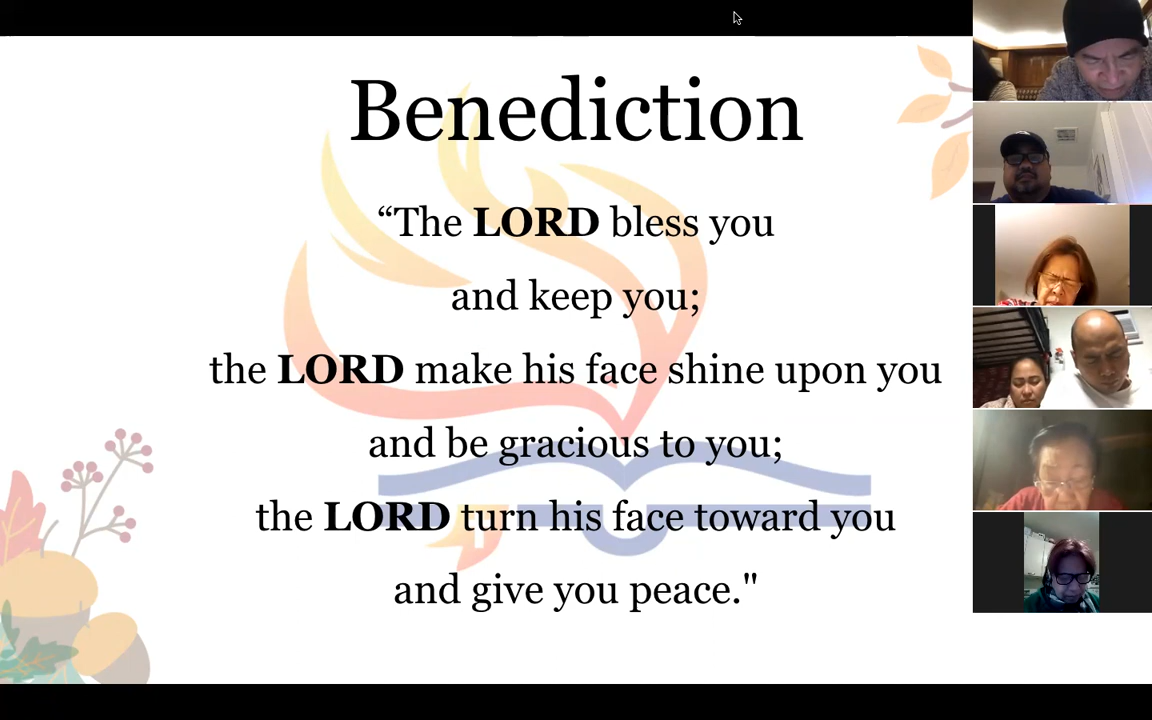 Benediction
“The LORD bless you
and keep you;
the LORD make his face shine upon you
and be gracious to you;
the LORD turn his face toward you
and give you peace."